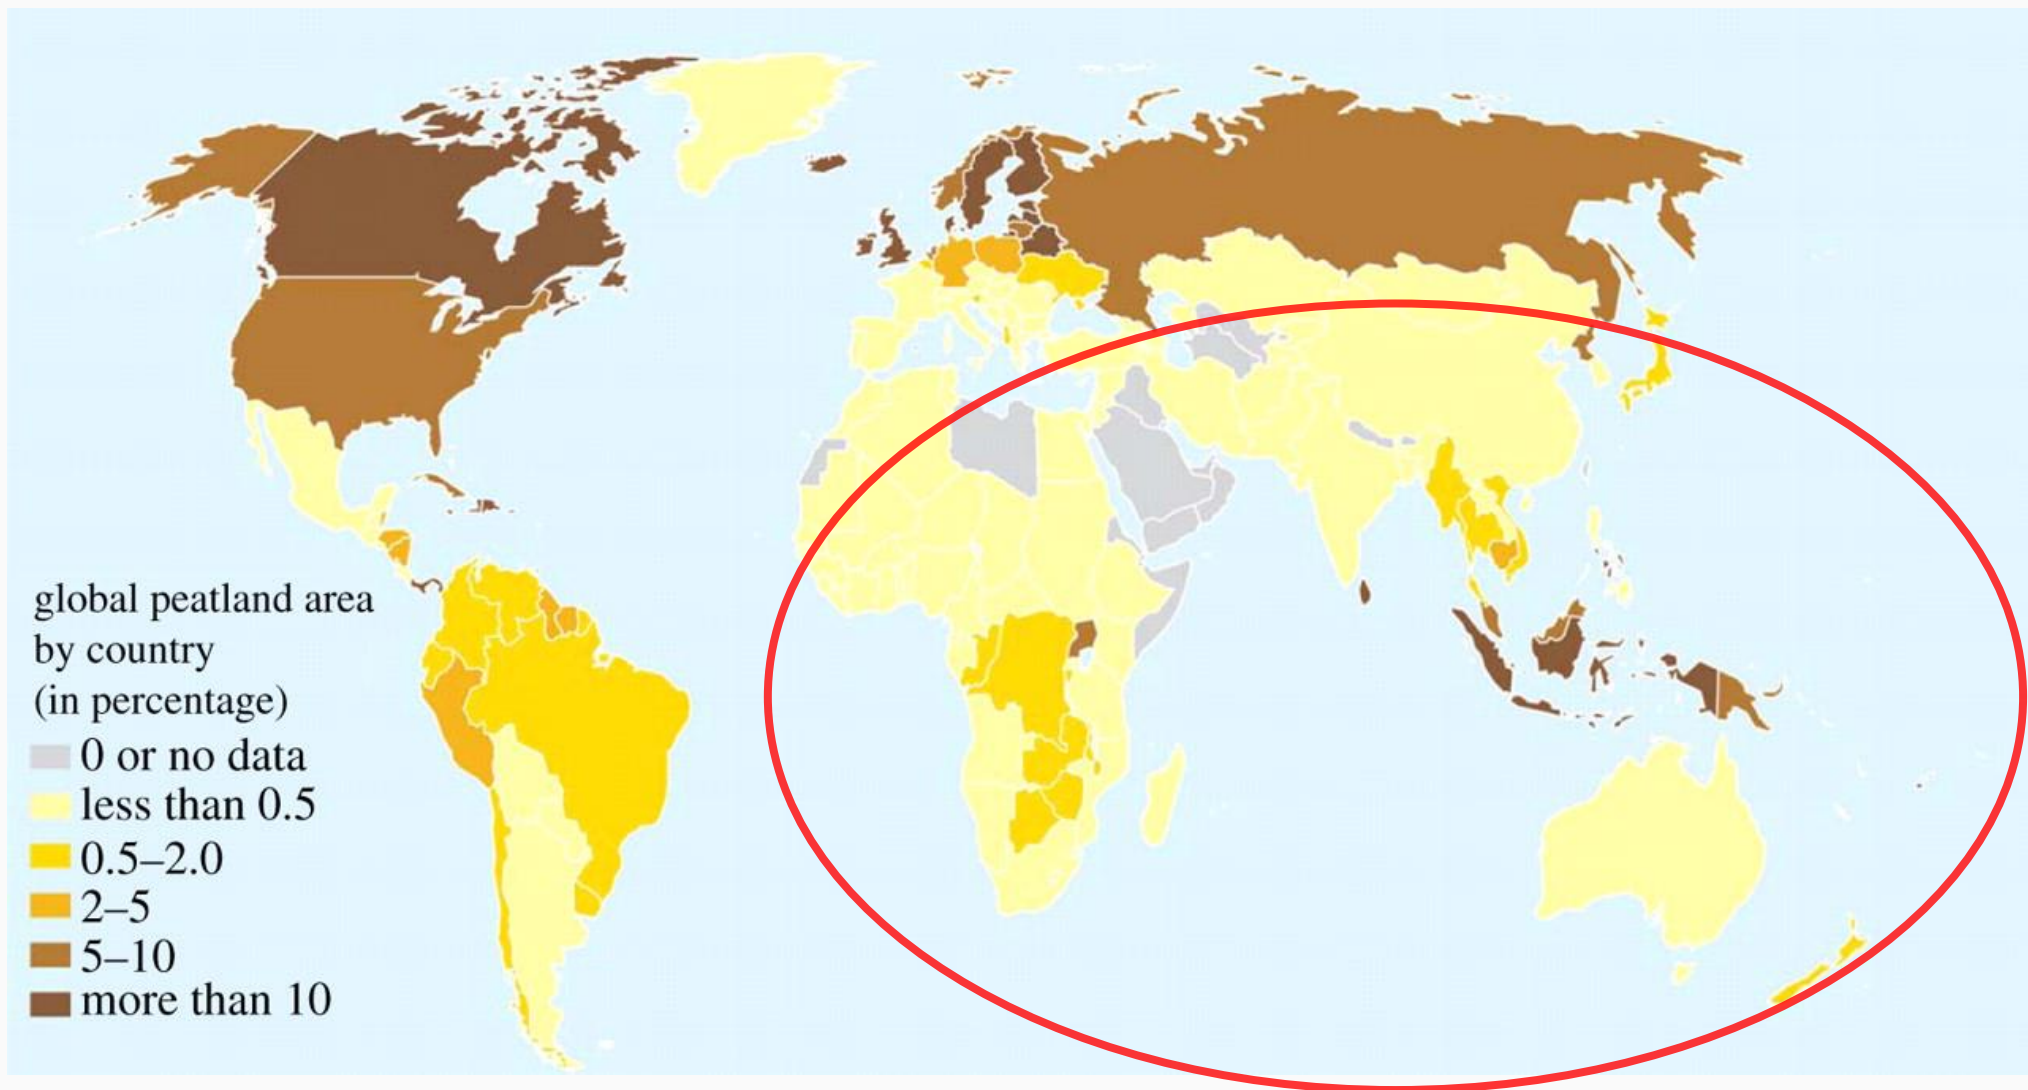 global peatland area
by country
(in percentage)
0 or no data
less than 0.5
0.5–2.0
2–5
5–10
more than 10